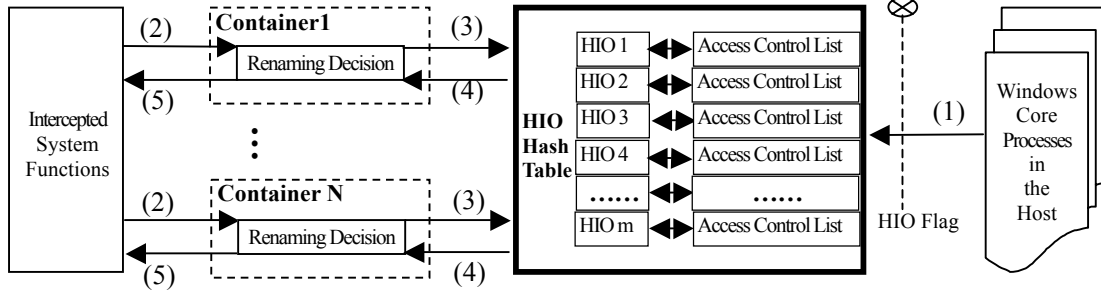 Intercepted
System
Functions
(2)
(5)
Container1
Renaming Decision
(3)
(4)
(2)
(5)
Container N
Renaming Decision
(3)
(4)
HIO
Hash
Table
HIO 1 Access Control List
HIO 2 Access Control List
HIO 3 Access Control List
HIO 4 Access Control List
...... ......
HIO m Access Control List
(1)
HIO Flag
Windows
Core
Processes
in
the
Host